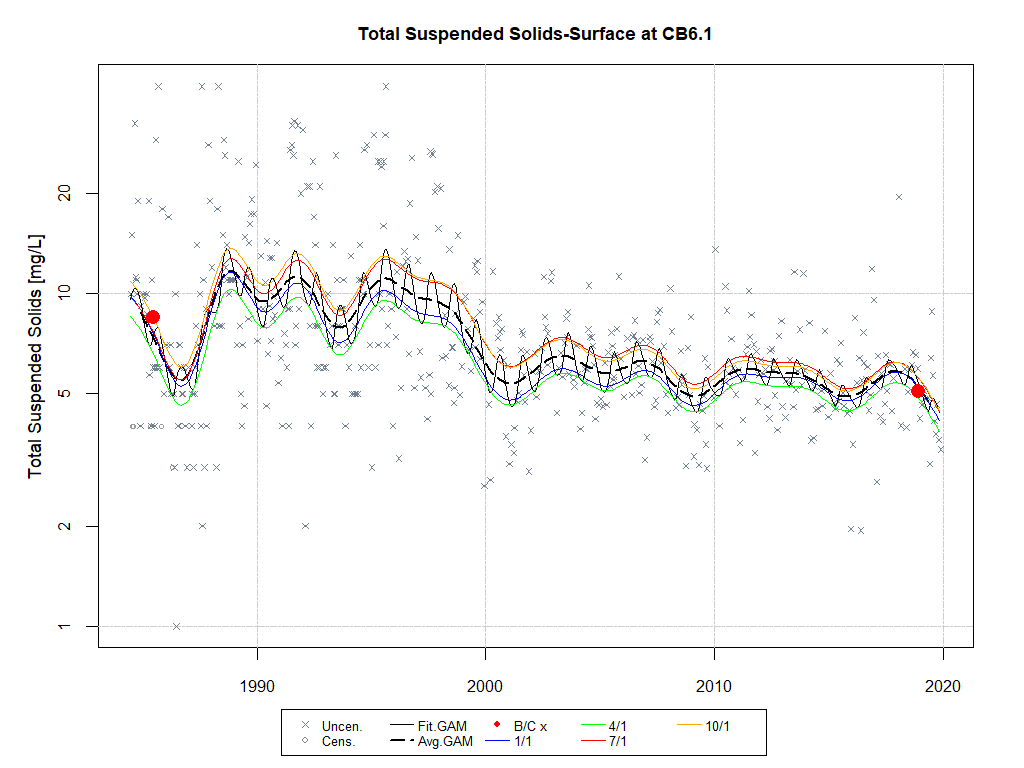 Total Suspended Solids-Surface at CB6.1
Total Suspended Solids [mg/L]
20
10
5
2
1
1990 2000 2010 2020
Uncen. Fit.GAM B/C x 4/1 10/1
Cens. Avg.GAM 1/1 7/1